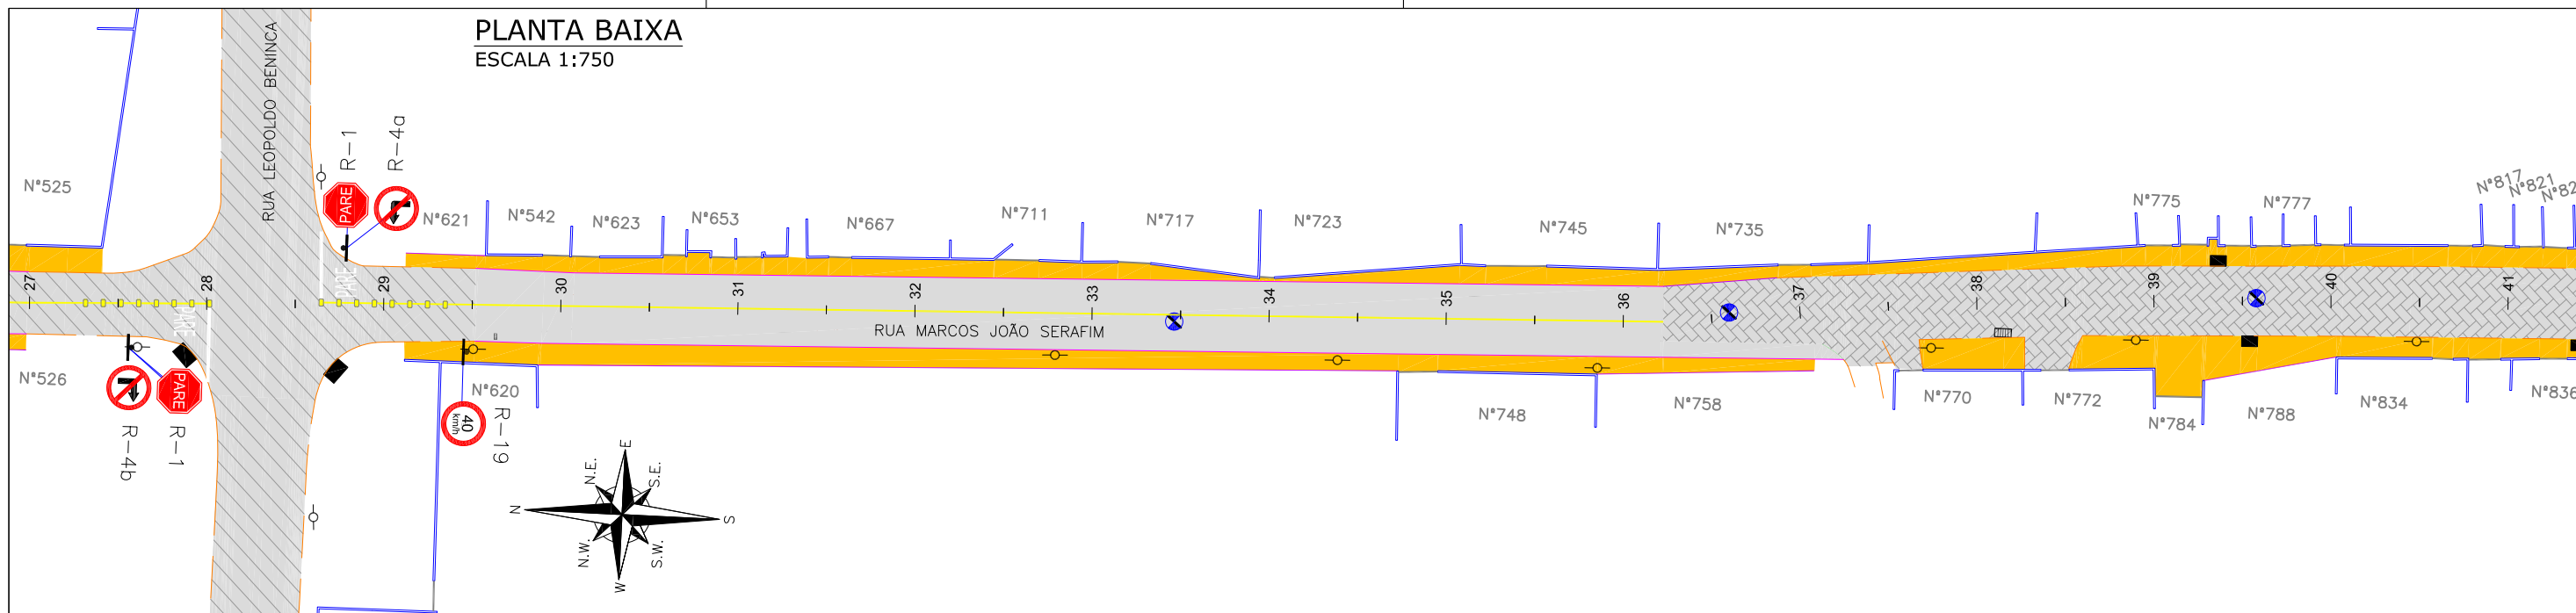 PLANTA BAIXA
ESCALA 1:750
RUA LEOPOLDO BENINCA
R-1
R-4a
PARE
N°525
N°621
N°542
N°623
N°653
N°667
N°711
N°717
N°723
N°745
N°735
N°775
N°777
N°817
N°821
27
28
29
30
31
32
33
34
35
36
37
38
39
40
41
PARE
PARE
RUA MARCOS JOÃO SERAFIM
N°526
PARE
R-4b
R-1
N°620
40
km/h
R-19
N°748
N°758
N°770
N°772
N°784
N°788
N°834
N°836
E
N.E.
S.E.
N
S
N.W.
S.W.
W